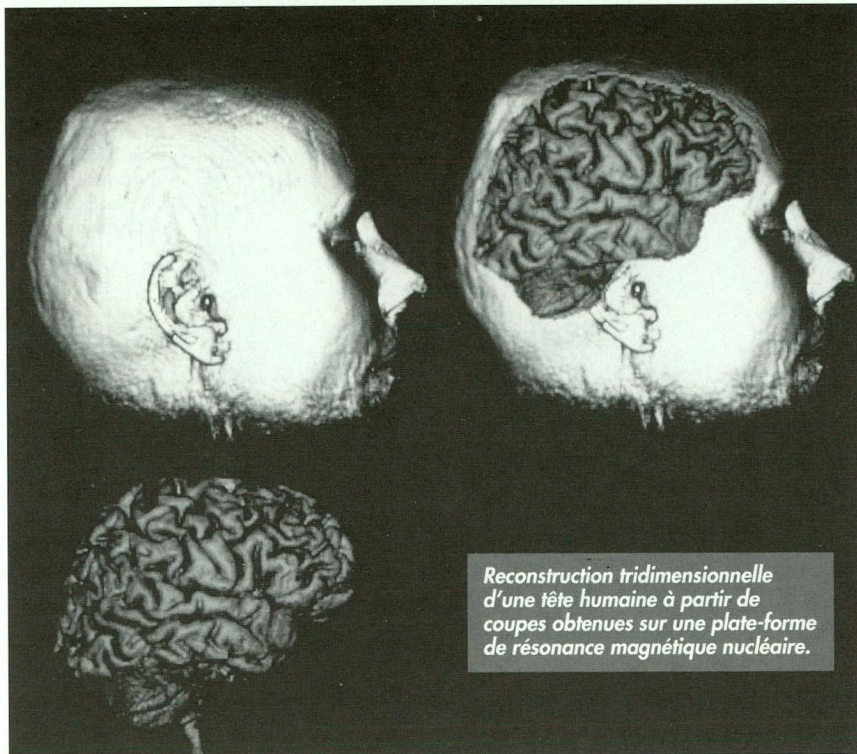 Reconstruction tridimensionnelle
d'une tête humaine à partir de
coupes obtenues sur une plate-forme
de résonance magnétique nucléaire.